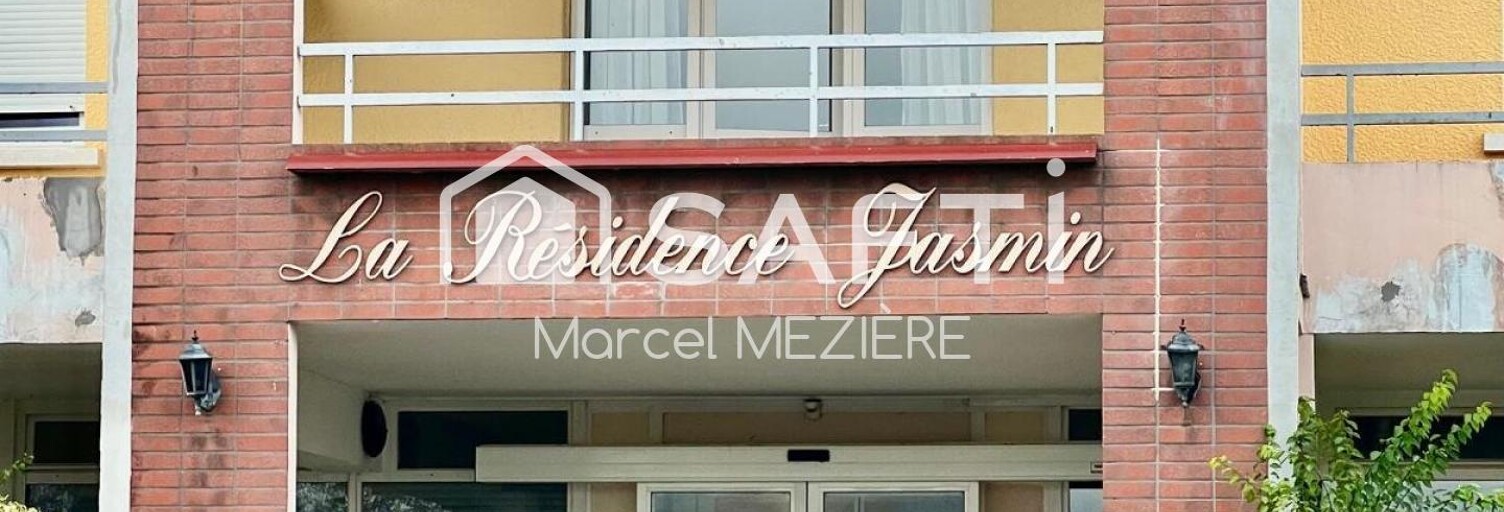 La Résidence Jasmin
SAFTi
Marcel MEZIERE